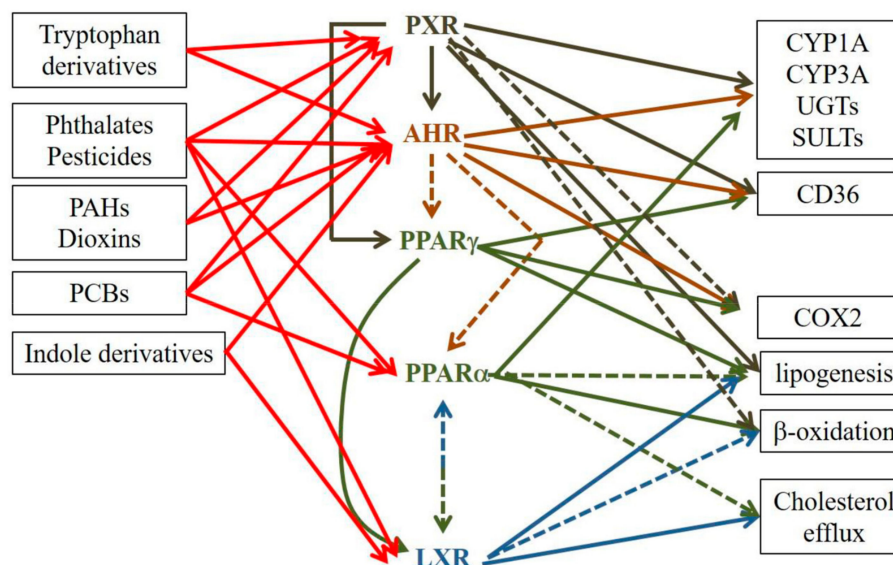 Tryptophan
derivatives
Phthalates
Pesticides
PAHs
Dioxins
PCBs
Indole derivatives
PXR
AHR
PPARγ
PPARα
LXR
CYP1A
CYP3A
UGTs
SULTs
CD36
COX2
lipogenesis
β-oxidation
Cholesterol
efflux